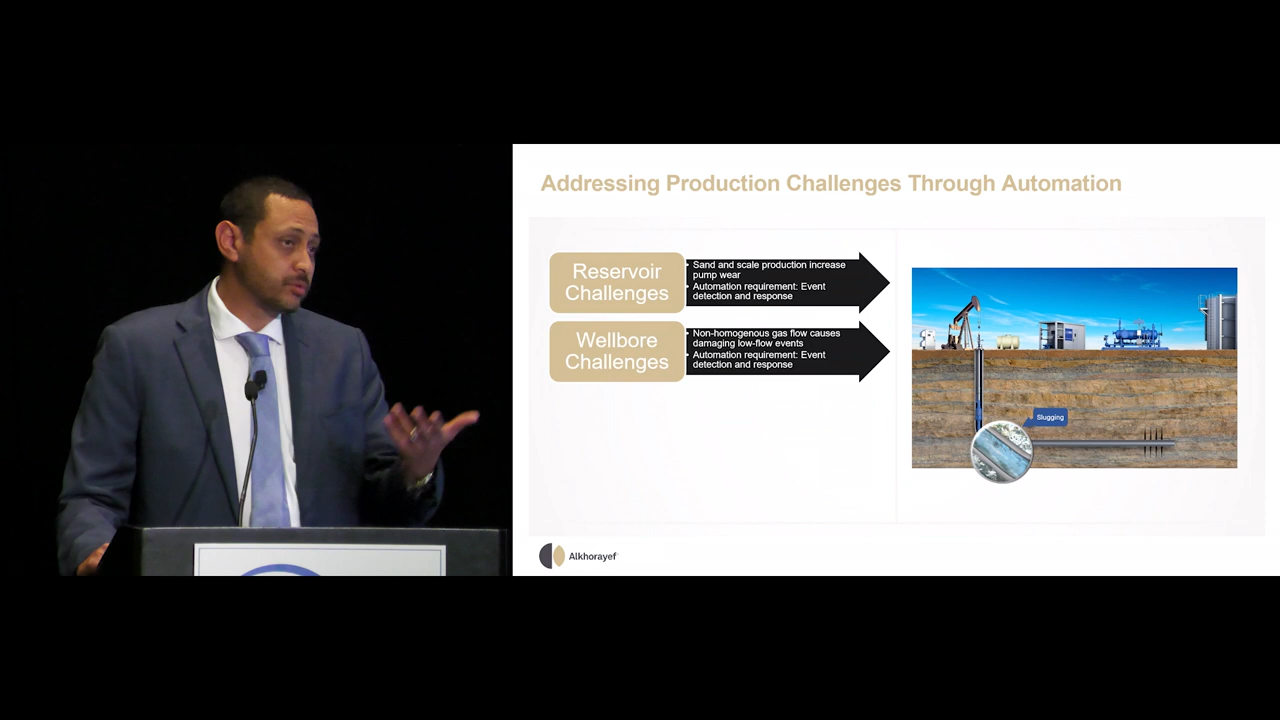 Addressing Production Challenges Through Automation
Reservoir
Challenges
• Sand and scale production increase
pump wear
• Automation requirement: Event
detection and response
Wellbore
Challenges
• Non-homogenous gas flow causes
damaging low-flow events
• Automation requirement: Event
detection and response
Slugging
Alkhorayef